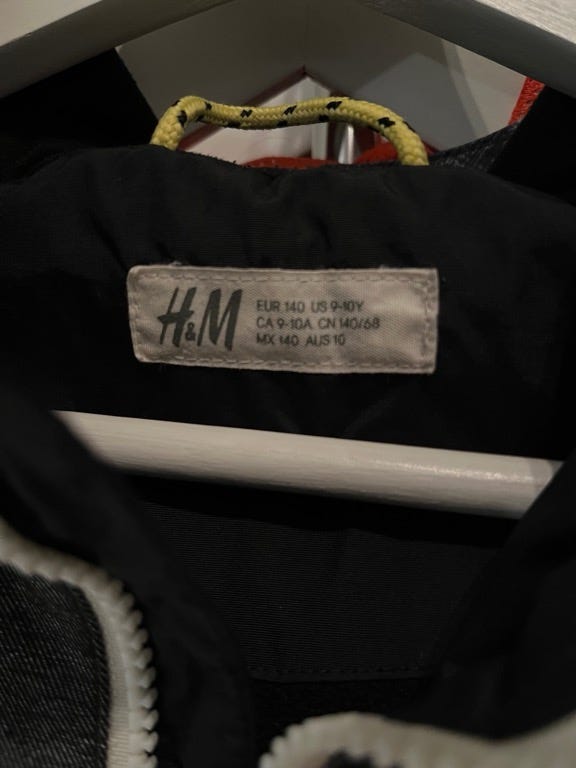 H&M
EUR 140 US 9-10Y
CA 9-10A CN 140/68
MX 140 AUS 10